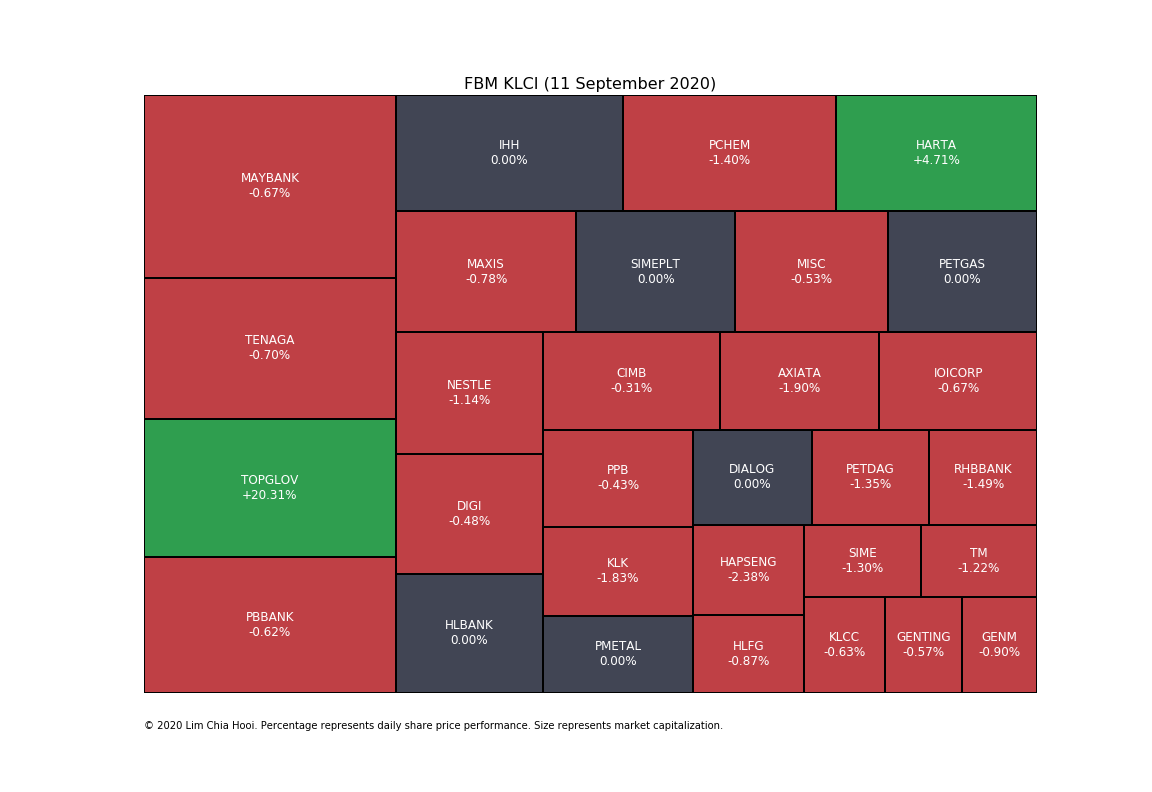 FBM KLCI (11 September 2020)
MAYBANK
-0.67%
TENAGA
-0.70%
TOPGLOV
+20.31%
PBBANK
-0.62%
IHH
0.00%
PCHEM
-1.40%
HARTA
+4.71%
MAXIS
-0.78%
SIMEPLT
0.00%
MISC
-0.53%
PETGAS
0.00%
NESTLE
-1.14%
DIGI
-0.48%
HLBANK
0.00%
CIMB
-0.31%
AXIATA
-1.90%
IOICORP
-0.67%
PPB
-0.43%
KLK
-1.83%
PMETAL
0.00%
DIALOG
0.00%
PETDAG
-1.35%
RHBBANK
-1.49%
HAPSENG
-2.38%
HLFG
-0.87%
SIME
-1.30%
TM
-1.22%
KLCC
-0.63%
GENTING
-0.57%
GENM
-0.90%
© 2020 Lim Chia Hooi. Percentage represents daily share price performance. Size represents market capitalization.